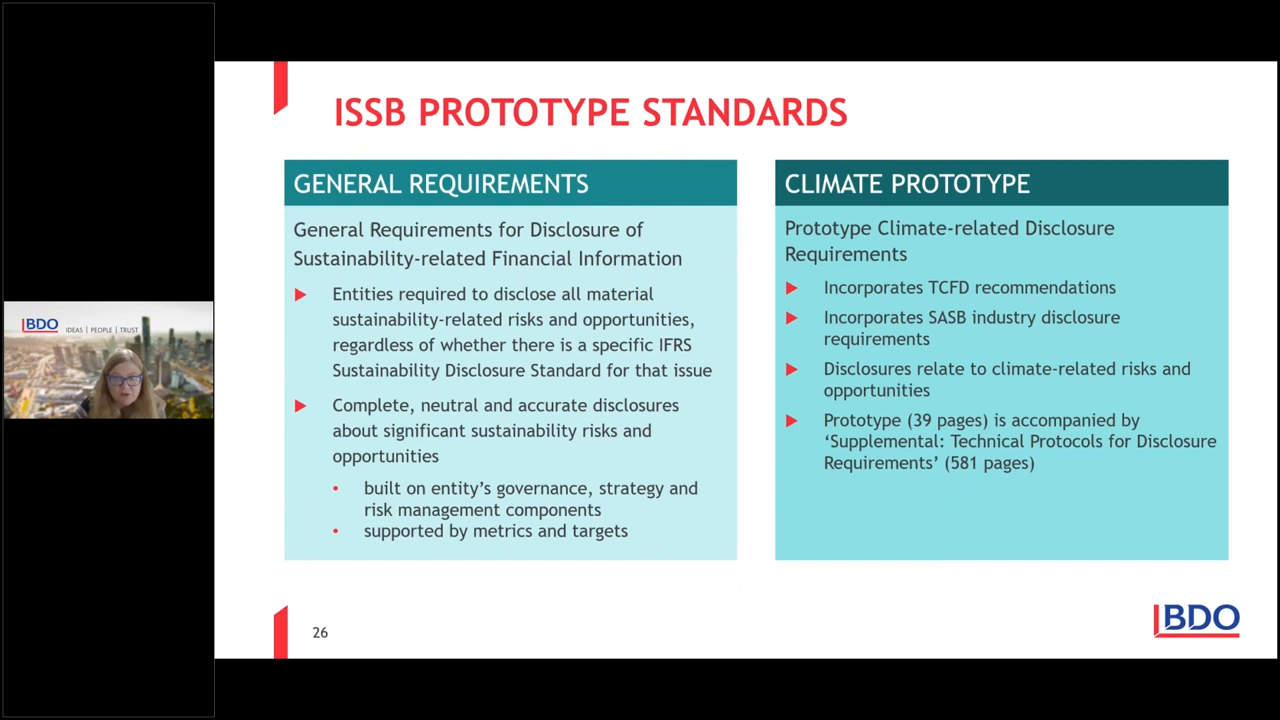 ISSB PROTOTYPE STANDARDS
GENERAL REQUIREMENTS
General Requirements for Disclosure of
Sustainability-related Financial Information
Entities required to disclose all material
sustainability-related risks and opportunities,
regardless of whether there is a specific IFRS
Sustainability Disclosure Standard for that issue
Complete, neutral and accurate disclosures
about significant sustainability risks and
opportunities
• built on entity's governance, strategy and
risk management components
• supported by metrics and targets
CLIMATE PROTOTYPE
Prototype Climate-related Disclosure
Requirements
Incorporates TCFD recommendations
Incorporates SASB industry disclosure
requirements
Disclosures relate to climate-related risks and
opportunities
Prototype (39 pages) is accompanied by
‘Supplemental: Technical Protocols for Disclosure
Requirements’ (581 pages)
BDO IDEAS | PEOPLE | TRUST
26
BDO